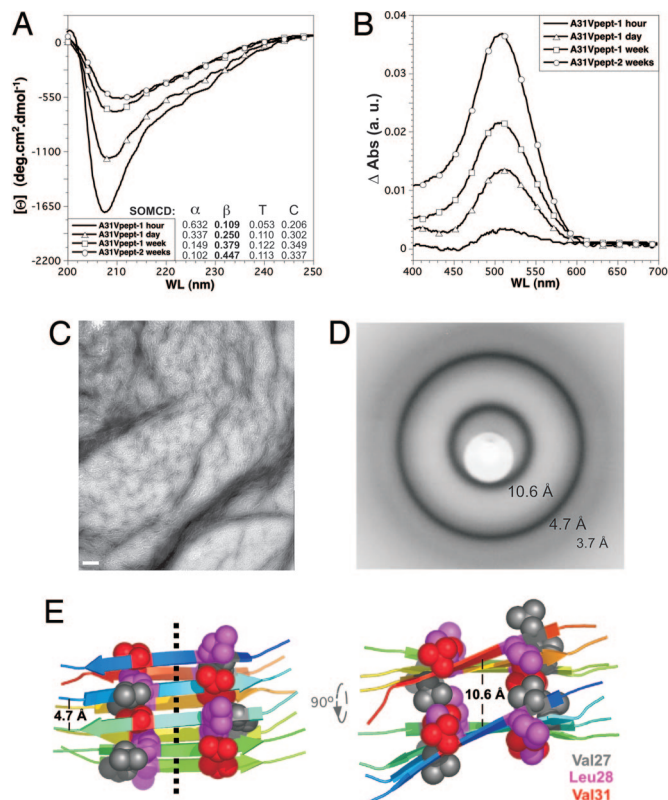 A
0
-550
-1100
-1650
-2200
[Θ] (deg.cm².dmol⁻¹)
SOMCD: α β T C
A31Vpept-1 hour 0.632 0.109 0.053 0.206
A31Vpept-1 day 0.337 0.250 0.110 0.302
A31Vpept-1 week 0.149 0.379 0.122 0.349
A31Vpept-2 weeks 0.102 0.447 0.113 0.337
200 210 220 230 240 250
WL (nm)
B
0.04
0.03
0.02
0.01
0
Δ Abs (a. u.)
A31Vpept-1 hour
A31Vpept-1 day
A31Vpept-1 week
A31Vpept-2 weeks
400 450 500 550 600 650 700
WL (nm)
C
D
10.6 Å
4.7 Å
3.7 Å
E
4.7 Å
90º
10.6 Å
Val27
Leu28
Val31